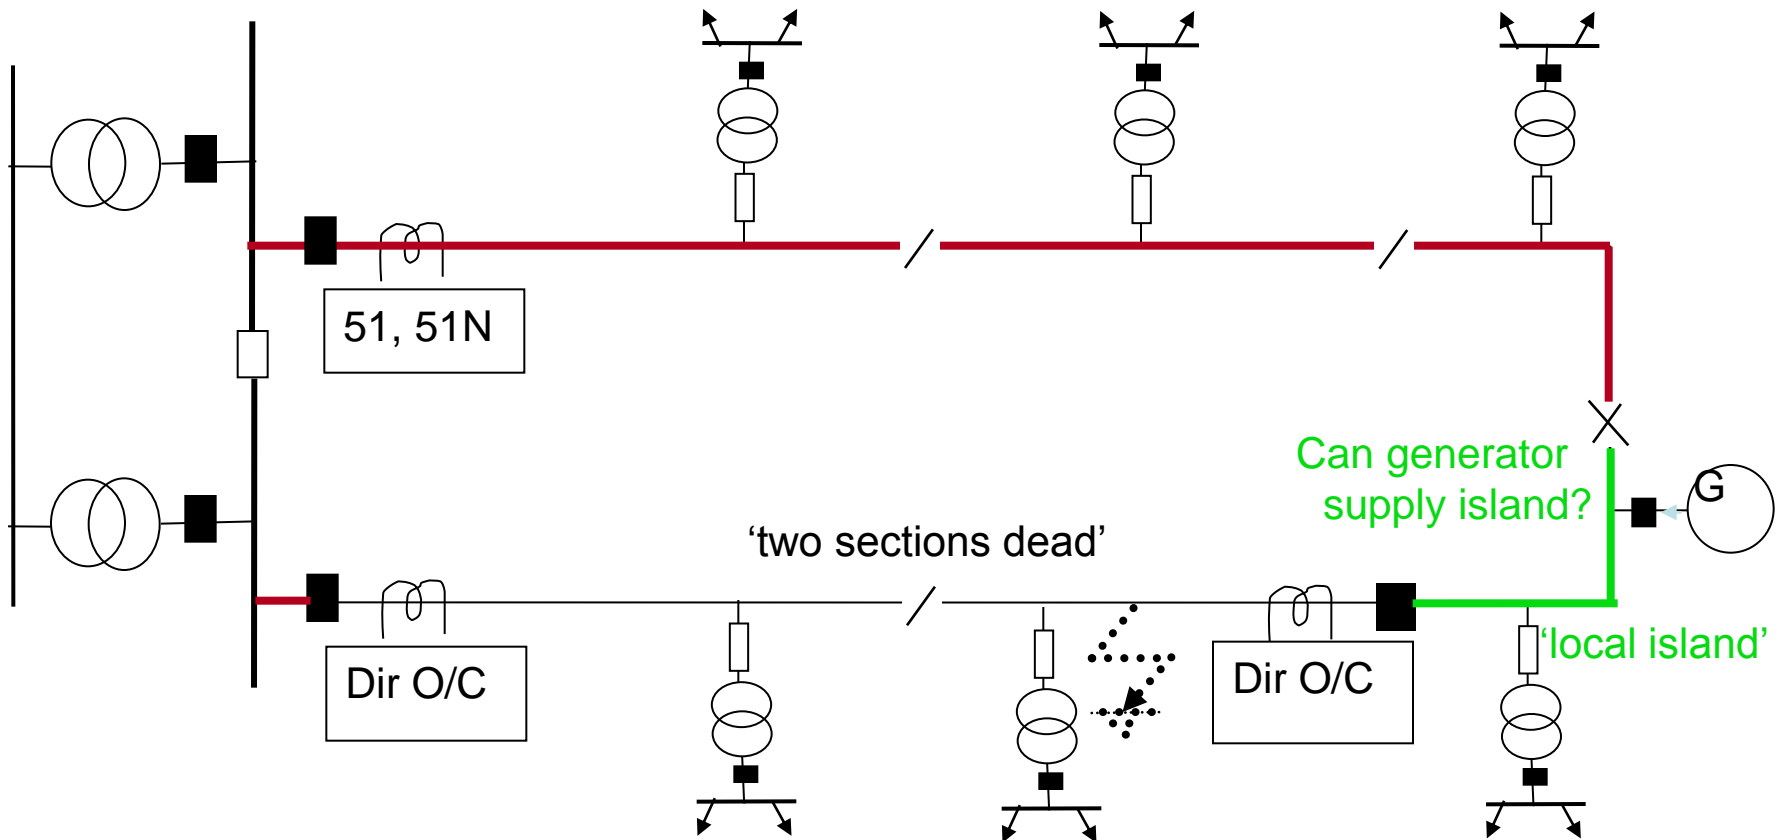 51, 51N
Can generator
supply island?
G
‘two sections dead’
‘local island’
Dir O/C
Dir O/C